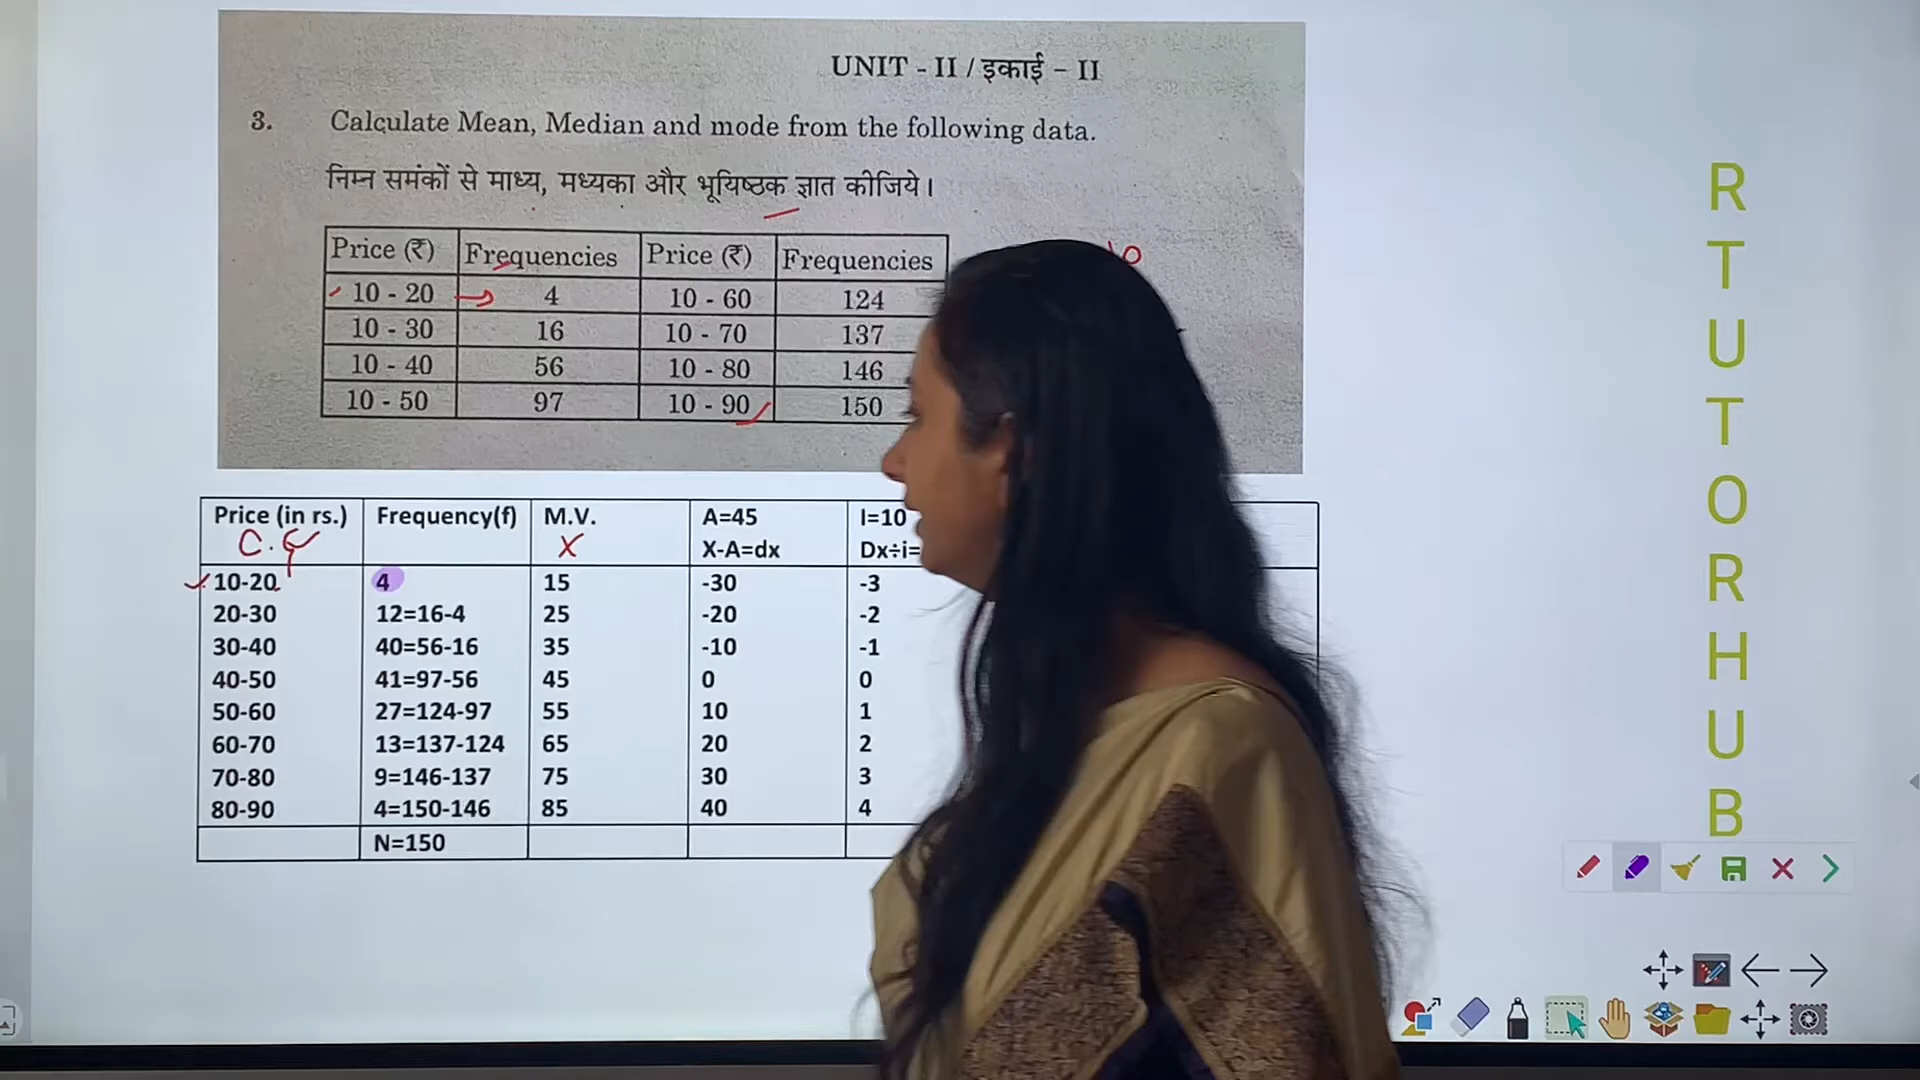 UNIT - II / इकाई – II
3. Calculate Mean, Median and mode from the following data.
निम्न समंकों से माध्य, मध्यका और भूयिष्ठक ज्ञात कीजिये।
Price (₹) Frequencies Price (₹) Frequencies
10 - 20 4 10 - 60 124
10 - 30 16 10 - 70 137
10 - 40 56 10 - 80 146
10 - 50 97 10 - 90 150
Price (in rs.) Frequency(f) M.V. A=45 I=10
C.I X X-A=dx Dx÷i=
10-20 4 15 -30 -3
20-30 12=16-4 25 -20 -2
30-40 40=56-16 35 -10 -1
40-50 41=97-56 45 0 0
50-60 27=124-97 55 10 1
60-70 13=137-124 65 20 2
70-80 9=146-137 75 30 3
80-90 4=150-146 85 40 4
N=150
R
T
U
T
O
R
H
U
B